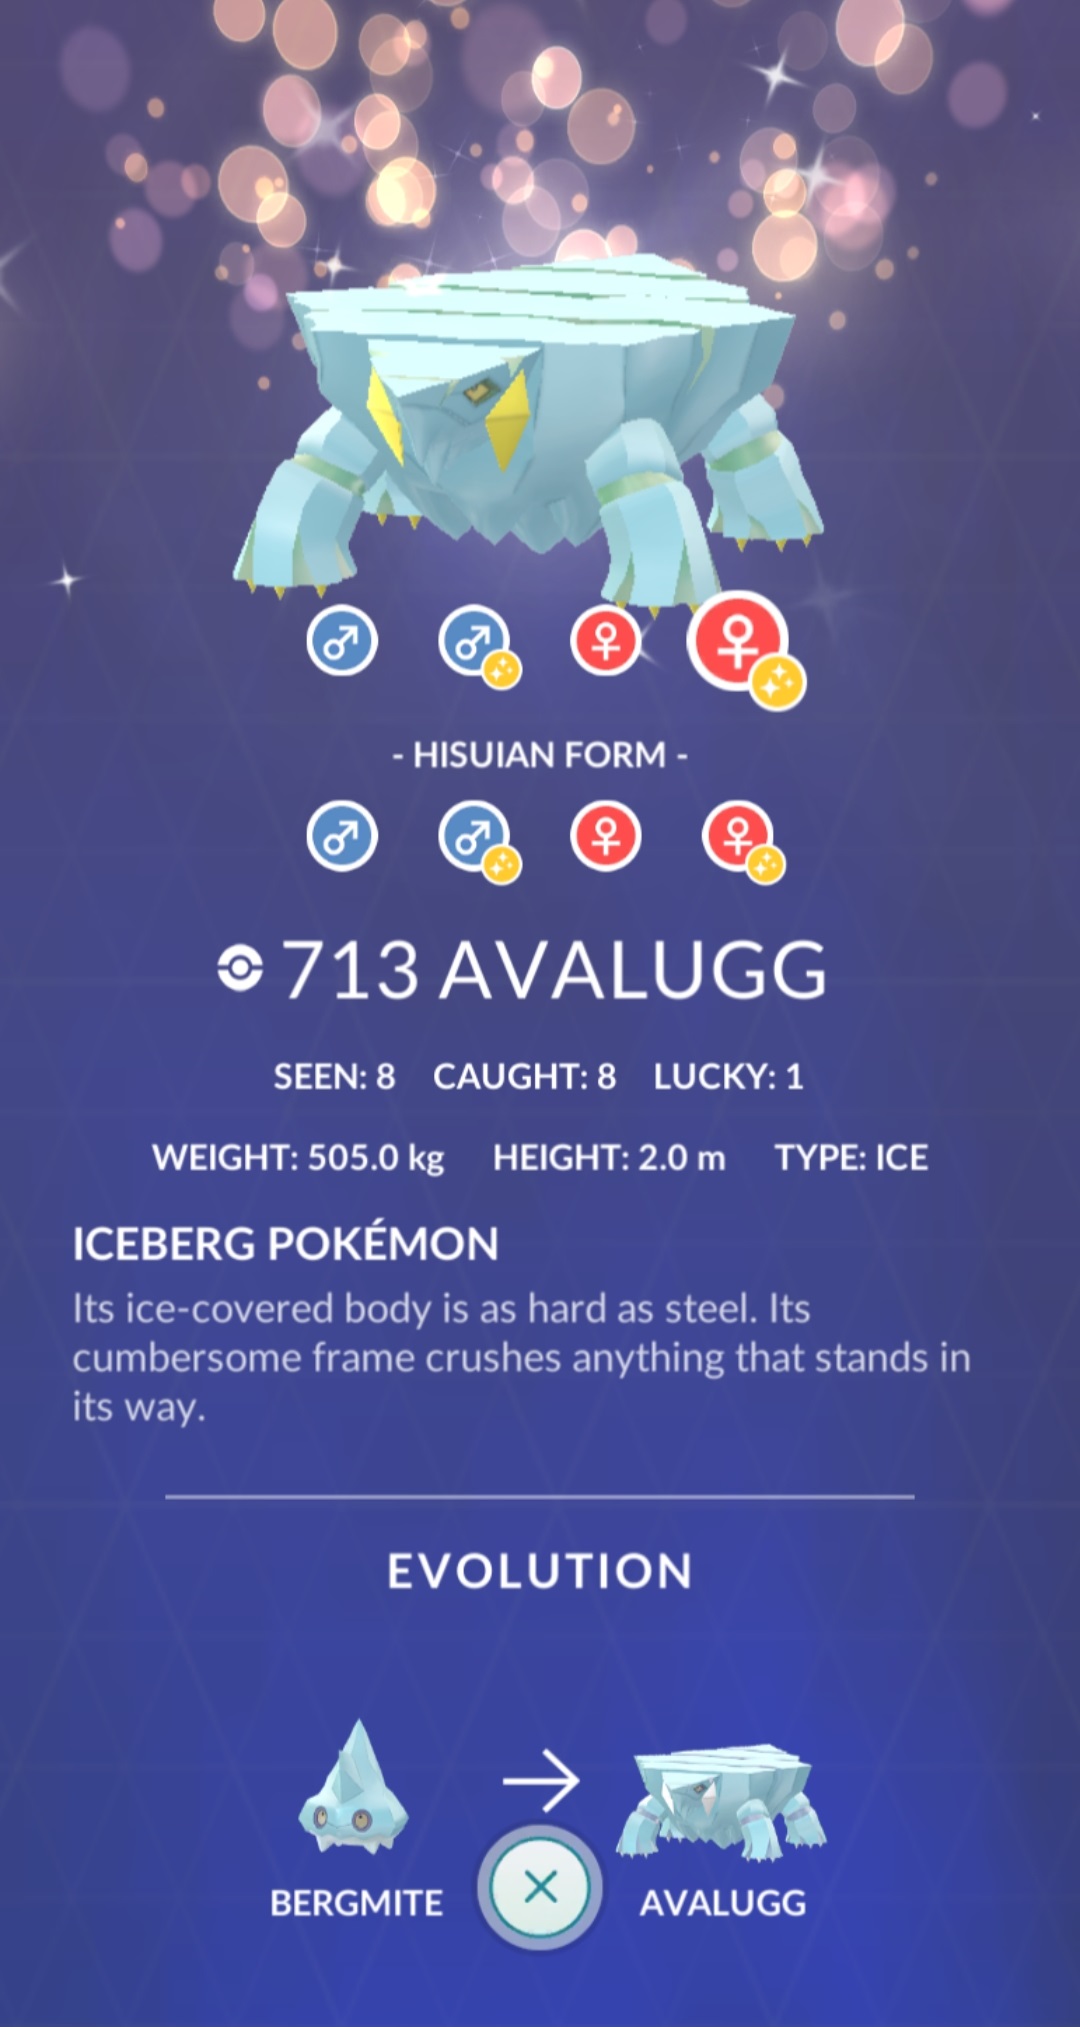 - HISUIAN FORM -
713 AVALUGG
SEEN: 8 CAUGHT: 8 LUCKY: 1
WEIGHT: 505.0 kg HEIGHT: 2.0 m TYPE: ICE
ICEBERG POKÉMON
Its ice-covered body is as hard as steel. Its
cumbersome frame crushes anything that stands in
its way.
EVOLUTION
BERGMITE AVALUGG